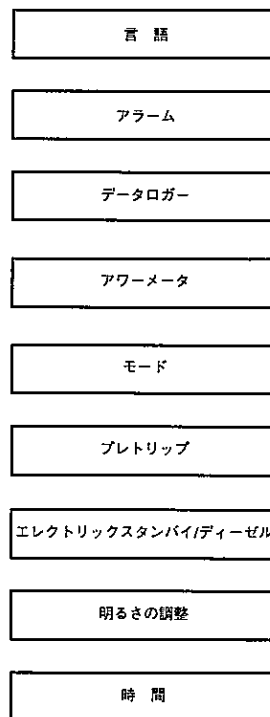 言 語
アラーム
データロガー
アワーメータ
モード
プレトリップ
エレクトリックスタンバイ/ディーゼル
明るさの調整
時 間